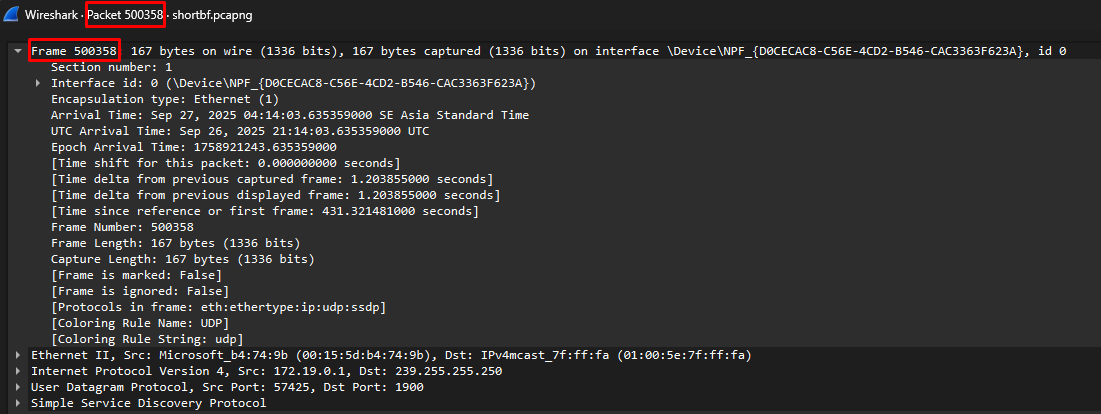 Wireshark · Packet 500358 · shortbf.pcapng
Frame 500358: 167 bytes on wire (1336 bits), 167 bytes captured (1336 bits) on interface \Device\NPF_{D0CECAC8-C56E-4CD2-B546-CAC3363F623A}, id 0
Section number: 1
Interface id: 0 (\Device\NPF_{D0CECAC8-C56E-4CD2-B546-CAC3363F623A})
Encapsulation type: Ethernet (1)
Arrival Time: Sep 27, 2025 04:14:03.635359000 SE Asia Standard Time
UTC Arrival Time: Sep 26, 2025 21:14:03.635359000 UTC
Epoch Arrival Time: 1758921243.635359000
[Time shift for this packet: 0.000000000 seconds]
[Time delta from previous captured frame: 1.203855000 seconds]
[Time delta from previous displayed frame: 1.203855000 seconds]
[Time since reference or first frame: 431.321481000 seconds]
Frame Number: 500358
Frame Length: 167 bytes (1336 bits)
Capture Length: 167 bytes (1336 bits)
[Frame is marked: False]
[Frame is ignored: False]
[Protocols in frame: eth:ethertype:ip:udp:ssdp]
[Coloring Rule Name: UDP]
[Coloring Rule String: udp]
Ethernet II, Src: Microsoft_b4:74:9b (00:15:5d:b4:74:9b), Dst: IPv4mcast_7f:ff:fa (01:00:5e:7f:ff:fa)
Internet Protocol Version 4, Src: 172.19.0.1, Dst: 239.255.255.250
User Datagram Protocol, Src Port: 57425, Dst Port: 1900
Simple Service Discovery Protocol